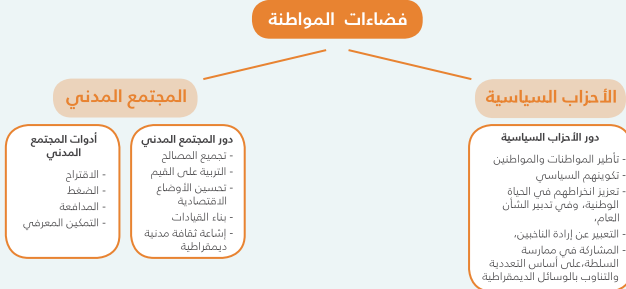 فضاءات المواطنة
الأحزاب السياسية
دور الأحزاب السياسية
- تأطير المواطنات والمواطنين
- تكوينهم السياسي
- تعزيز انخراطهم في الحياة
الوطنية، وفي تدبير الشأن
العام،
- التعبير عن إرادة الناخبين،
- المشاركة في ممارسة
السلطة،على أساس التعددية
والتناوب بالوسائل الديمقراطية
المجتمع المدني
دور المجتمع المدني
- تجميع المصالح
- التربية على القيم
- تحسين الأوضاع
الاقتصادية
- بناء القيادات
- إشاعة ثقافة مدنية
ديمقراطية
أدوات المجتمع
المدني
- الاقتراح
- الضغط
- المدافعة
- التمكين المعرفي